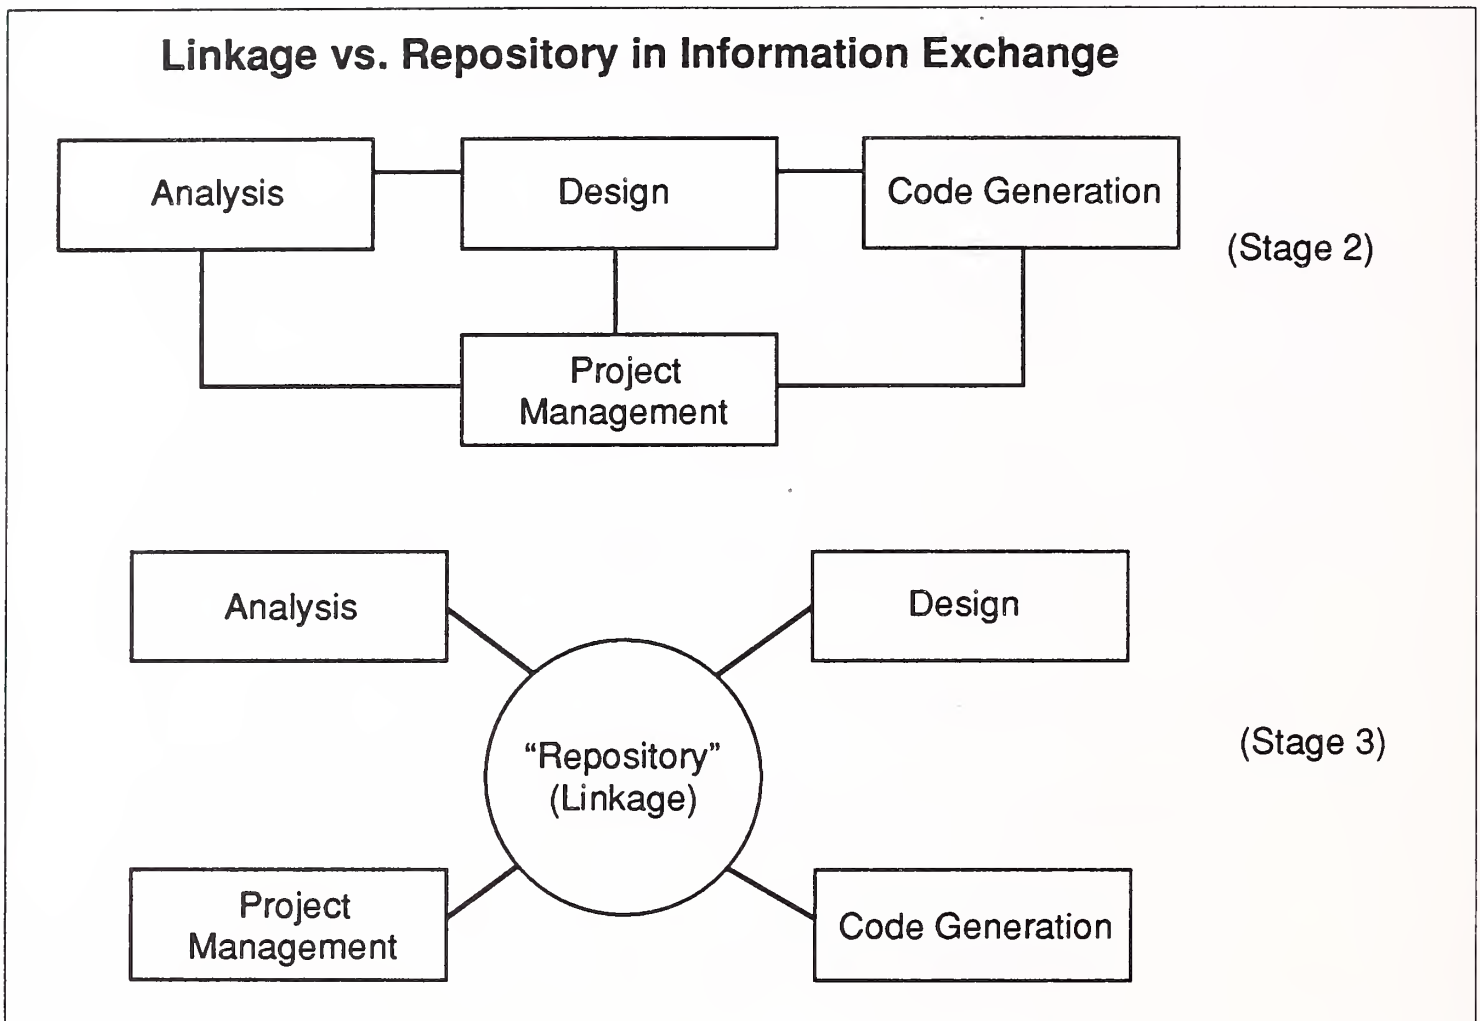 Linkage vs. Repository in Information Exchange
Analysis
Design
Code Generation
(Stage 2)
Project
Management
Analysis
Design
“Repository”
(Linkage)
(Stage 3)
Project
Management
Code Generation